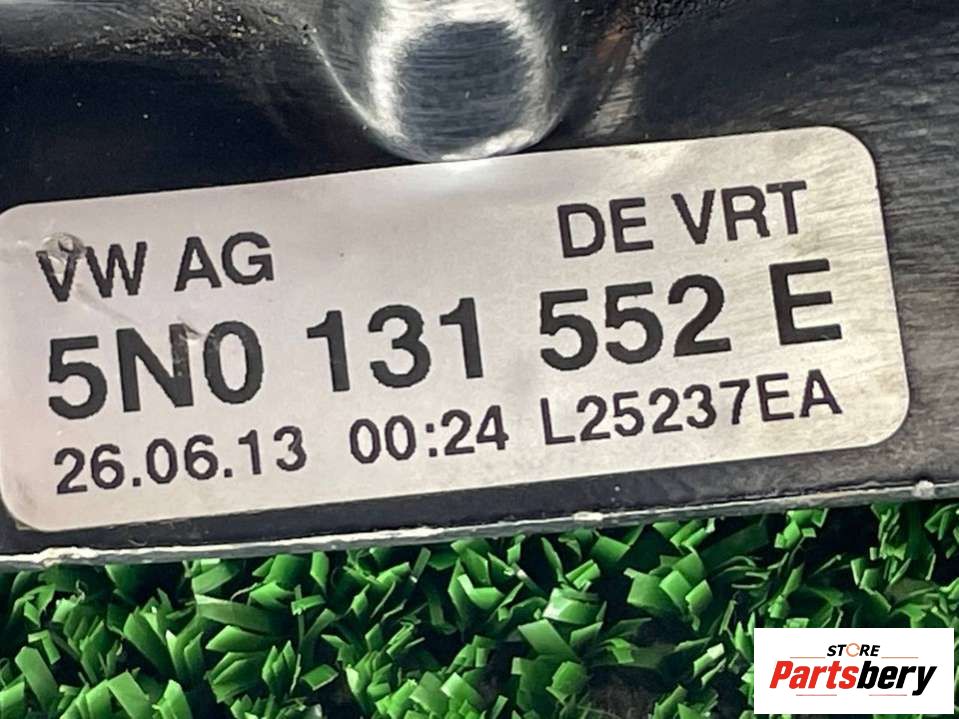 VW AG DE VRT
5N0 131 552 E
26.06.13 00:24 L25237EA
STORE
Partsbery